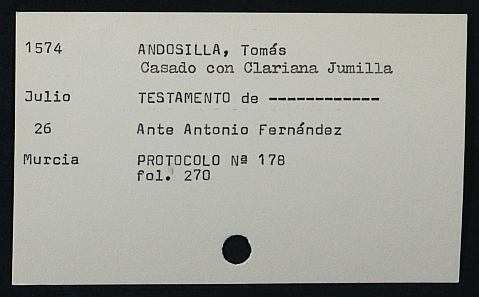 1574 ANDOSILLA, Tomás
Casado con Clariana Jumilla
Julio TESTAMENTO de ------------
26 Ante Antonio Fernández
Murcia PROTOCOLO Nª 178
fol. 270